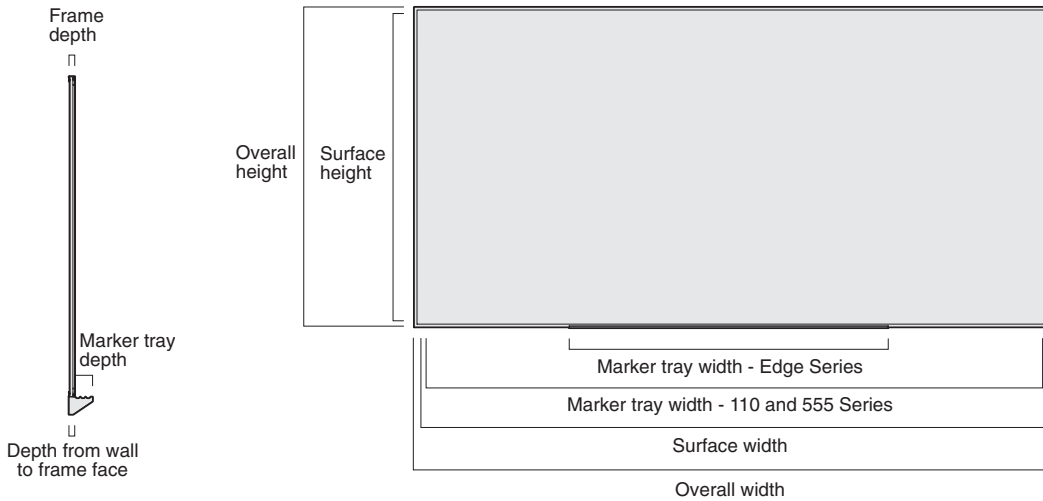 Frame
depth
Overall
height
Surface
height
Marker tray
depth
Depth from wall
to frame face
Marker tray width - Edge Series
Marker tray width - 110 and 555 Series
Surface width
Overall width